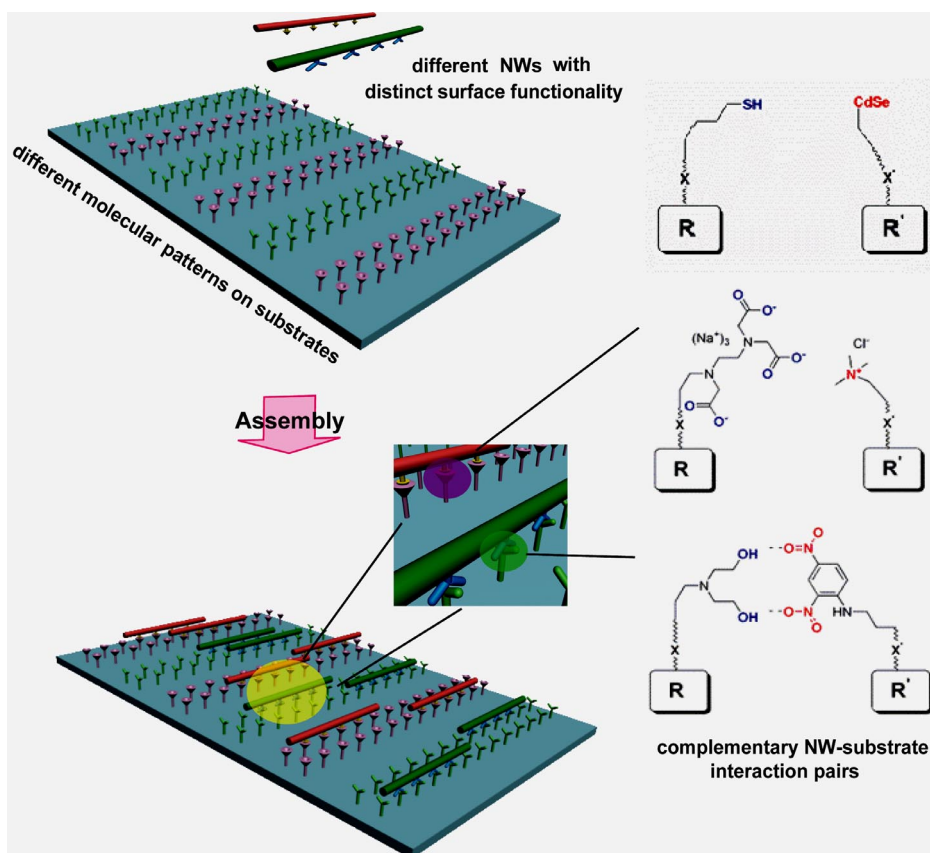 different NWs with
distinct surface functionality
different molecular patterns on substrates
SH
CdSe
X
X'
R
R'
Assembly
O
O⁻
(Na⁺)₃
N
O⁻
O
N
O
O⁻
X
R
Cl⁻
N⁺
X'
R'
OH
N
OH
X
R
O
O=N
O-N
O
HN
X'
R'
complementary NW-substrate
interaction pairs